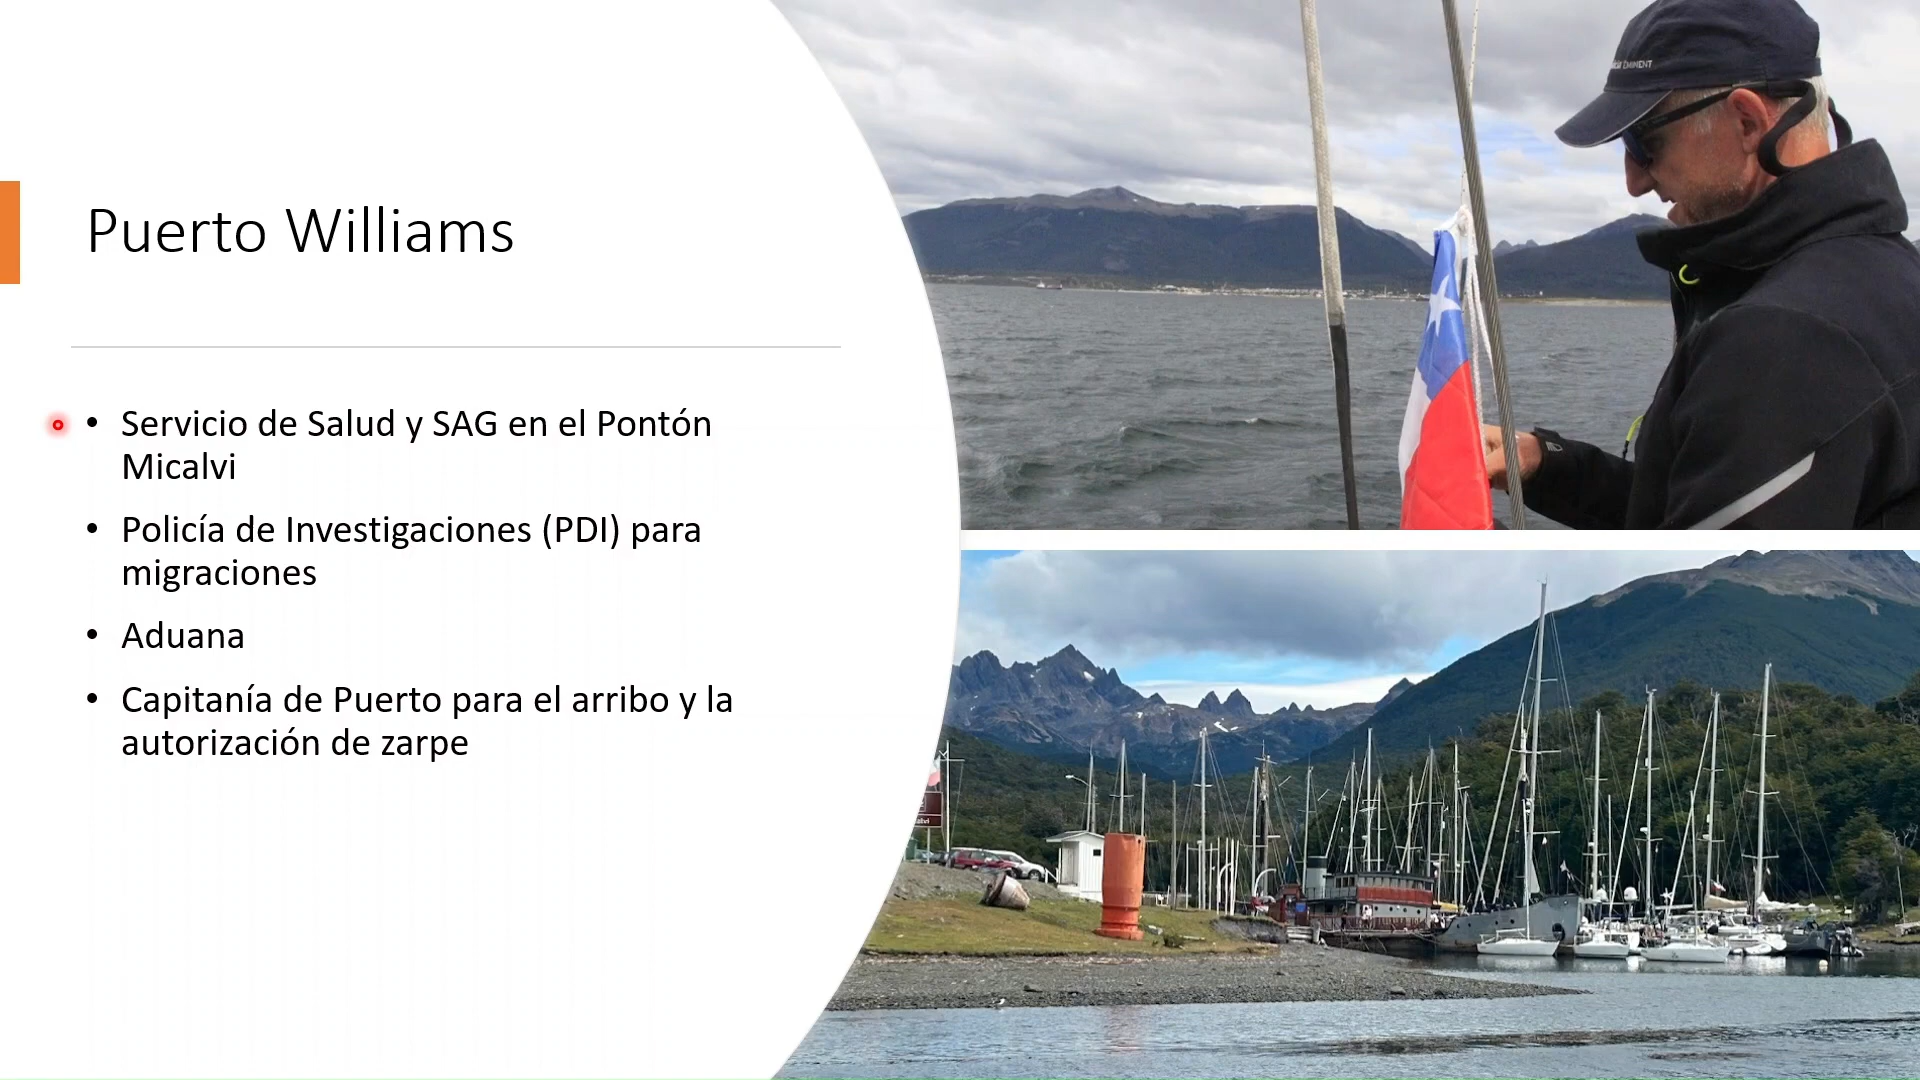 Puerto Williams
• Servicio de Salud y SAG en el Pontón
Micalvi
• Policía de Investigaciones (PDI) para
migraciones
• Aduana
• Capitanía de Puerto para el arribo y la
autorización de zarpe